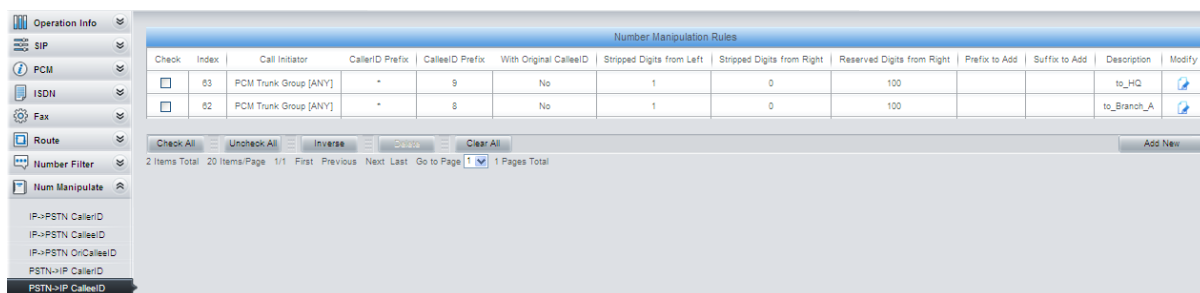 Operation Info
SIP
PCM
ISDN
Fax
Route
Number Filter
Num Manipulate
IP->PSTN CallerID
IP->PSTN CalleeID
IP->PSTN OriCalleeID
PSTN->IP CallerID
PSTN->IP CalleeID
Number Manipulation Rules
Check Index Call Initiator CallerID Prefix CalleeID Prefix With Original CalleeID Stripped Digits from Left Stripped Digits from Right Reserved Digits from Right Prefix to Add Suffix to Add Description Modify
63 PCM Trunk Group [ANY] * 9 No 1 0 100 to_HQ
62 PCM Trunk Group [ANY] * 8 No 1 0 100 to_Branch_A
Check All Uncheck All Inverse Delete Clear All Add New
2 Items Total 20 Items/Page 1/1 First Previous Next Last Go to Page 1 1 Pages Total